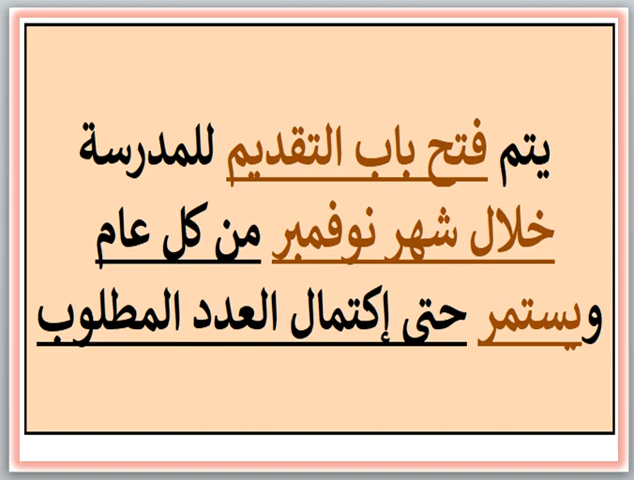 يتم فتح باب التقديم للمدرسة
خلال شهر نوفمبر من كل عام
ويستمر حتى إكتمال العدد المطلوب